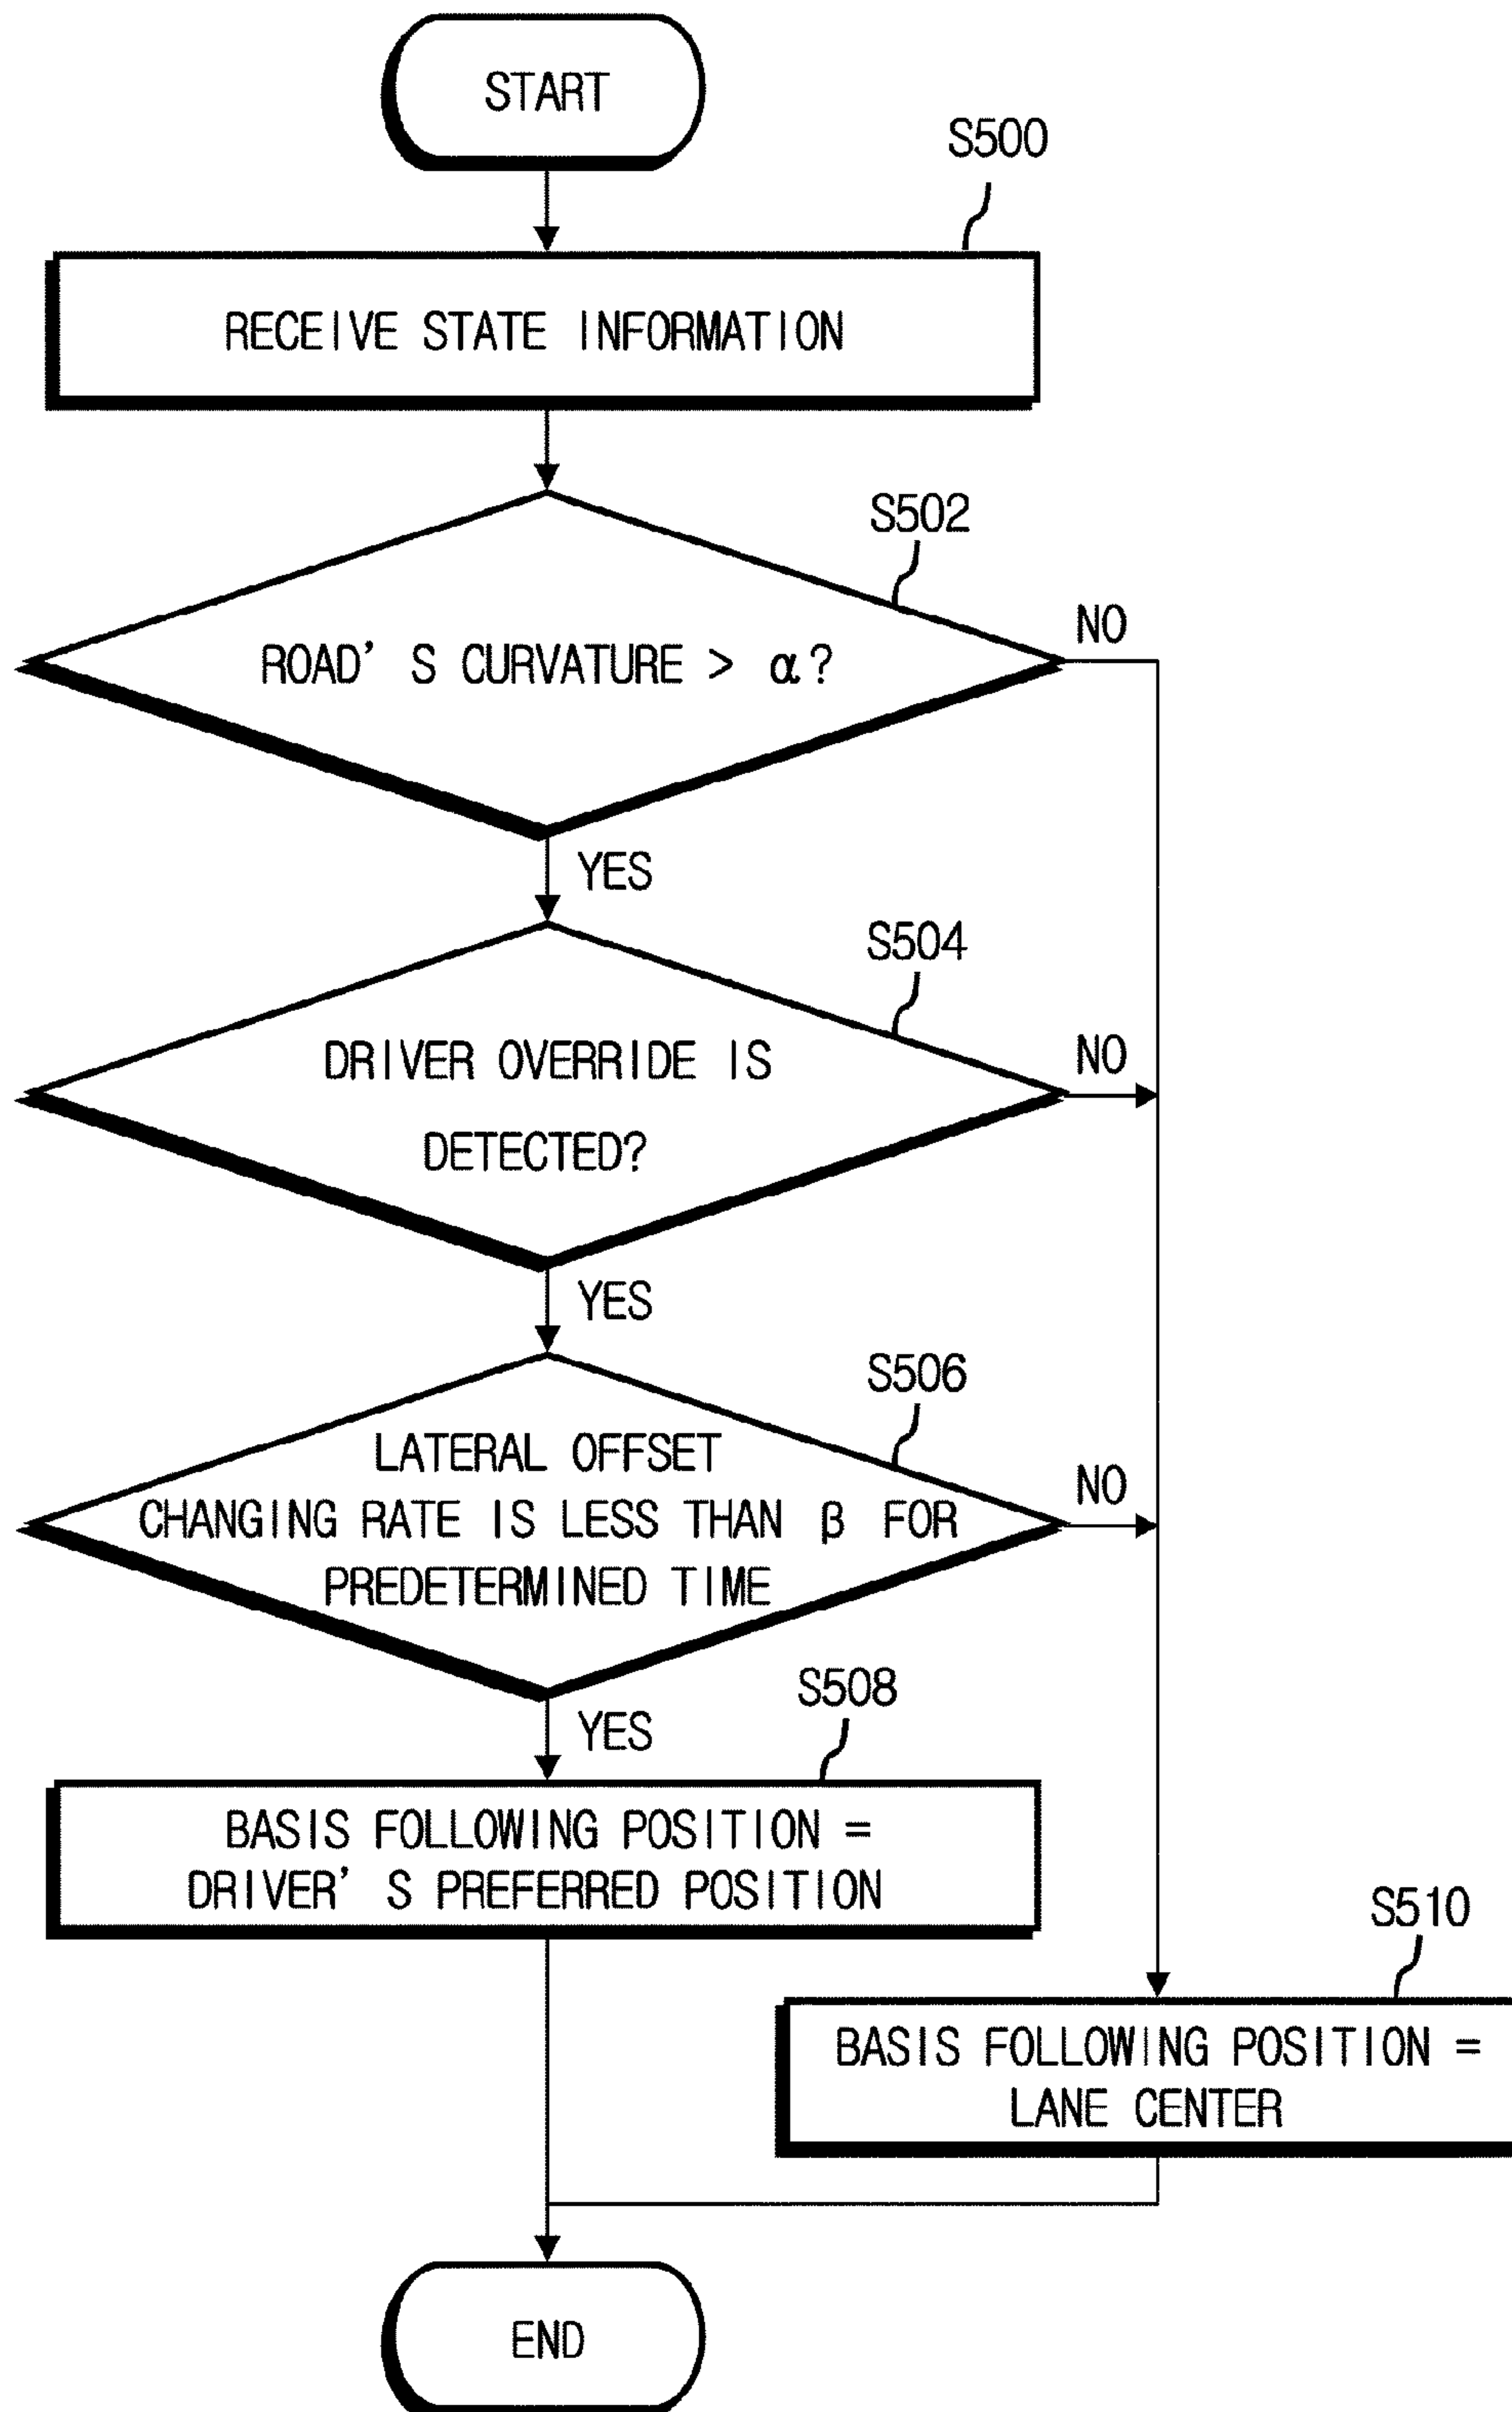 START
S500
RECEIVE STATE INFORMATION
S502
ROAD'S CURVATURE > α?
NO
YES
S504
DRIVER OVERRIDE IS
DETECTED?
NO
YES
S506
LATERAL OFFSET
CHANGING RATE IS LESS THAN β FOR
PREDETERMINED TIME
NO
YES
S508
BASIS FOLLOWING POSITION =
DRIVER'S PREFERRED POSITION
S510
BASIS FOLLOWING POSITION =
LANE CENTER
END